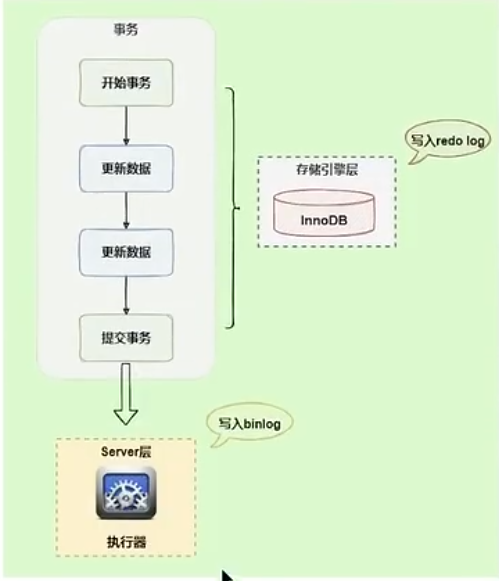 事务
开始事务
更新数据
更新数据
提交事务
写入redo log
存储引擎层
InnoDB
写入binlog
Server层
执行器